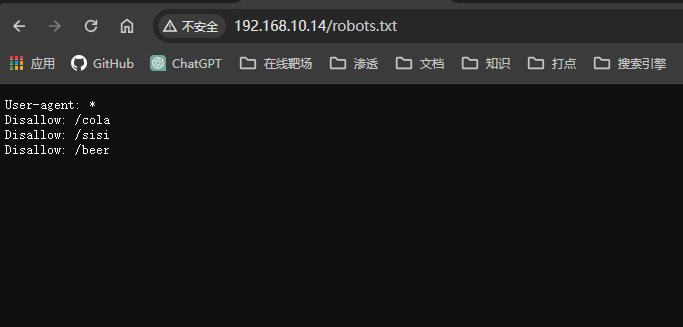 不安全 192.168.10.14/robots.txt
应用 GitHub ChatGPT 在线靶场 渗透 文档 知识 打点 搜索引擎
User-agent: *
Disallow: /cola
Disallow: /sisi
Disallow: /beer